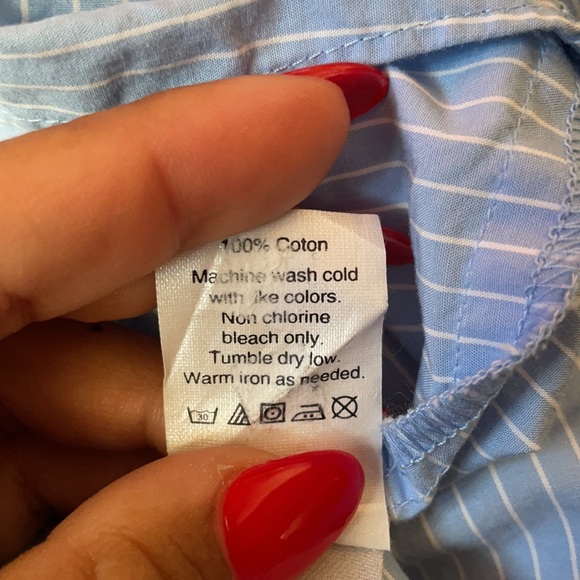 100% Coton
Machine wash cold
with like colors.
Non chlorine
bleach only.
Tumble dry low.
Warm iron as needed.
30